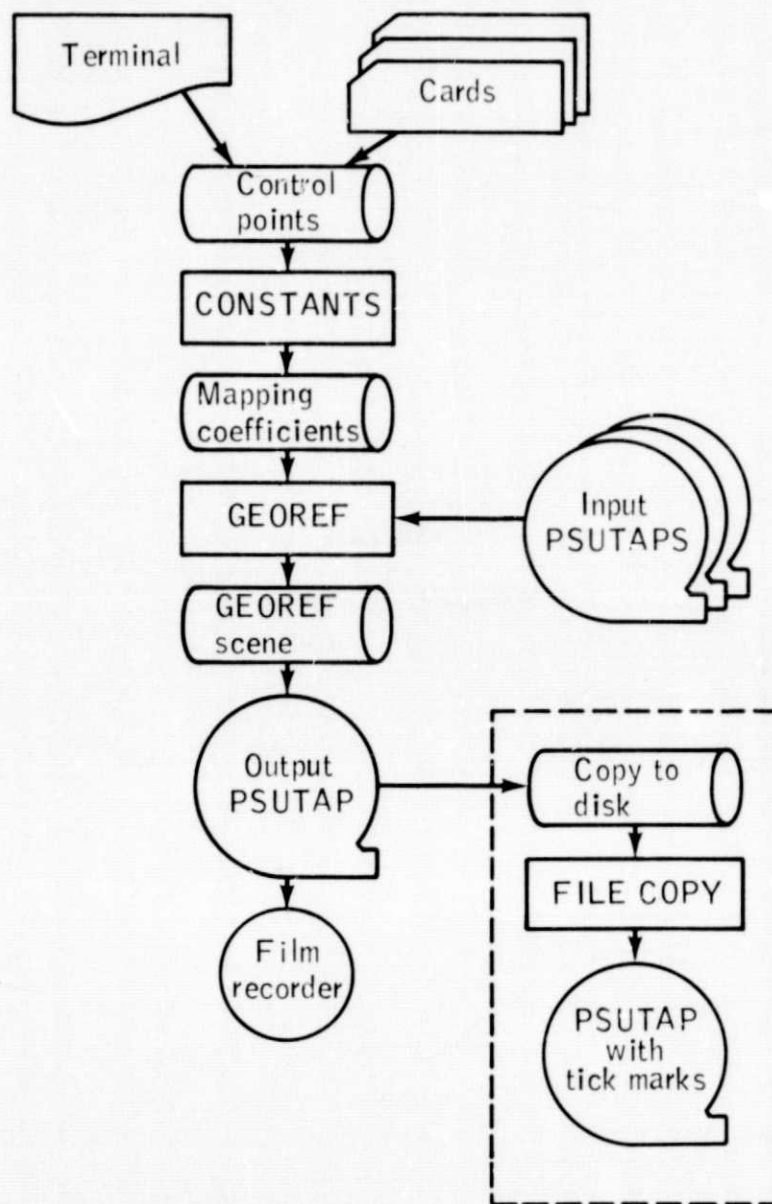 Terminal
Cards
Control
points
CONSTANTS
Mapping
coefficients
GEOREF
Input
PSUTAPS
GEOREF
scene
Output
PSUTAP
Copy to
disk
FILE COPY
Film
recorder
PSUTAP
with
tick marks